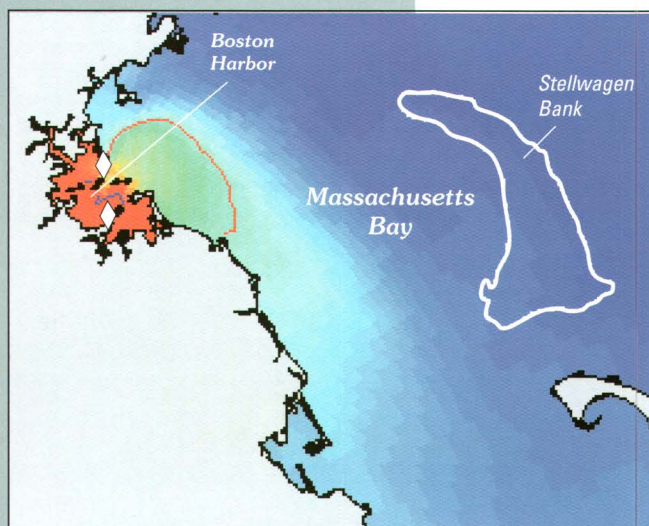 Boston
Harbor
Stellwagen
Bank
Massachusetts
Bay